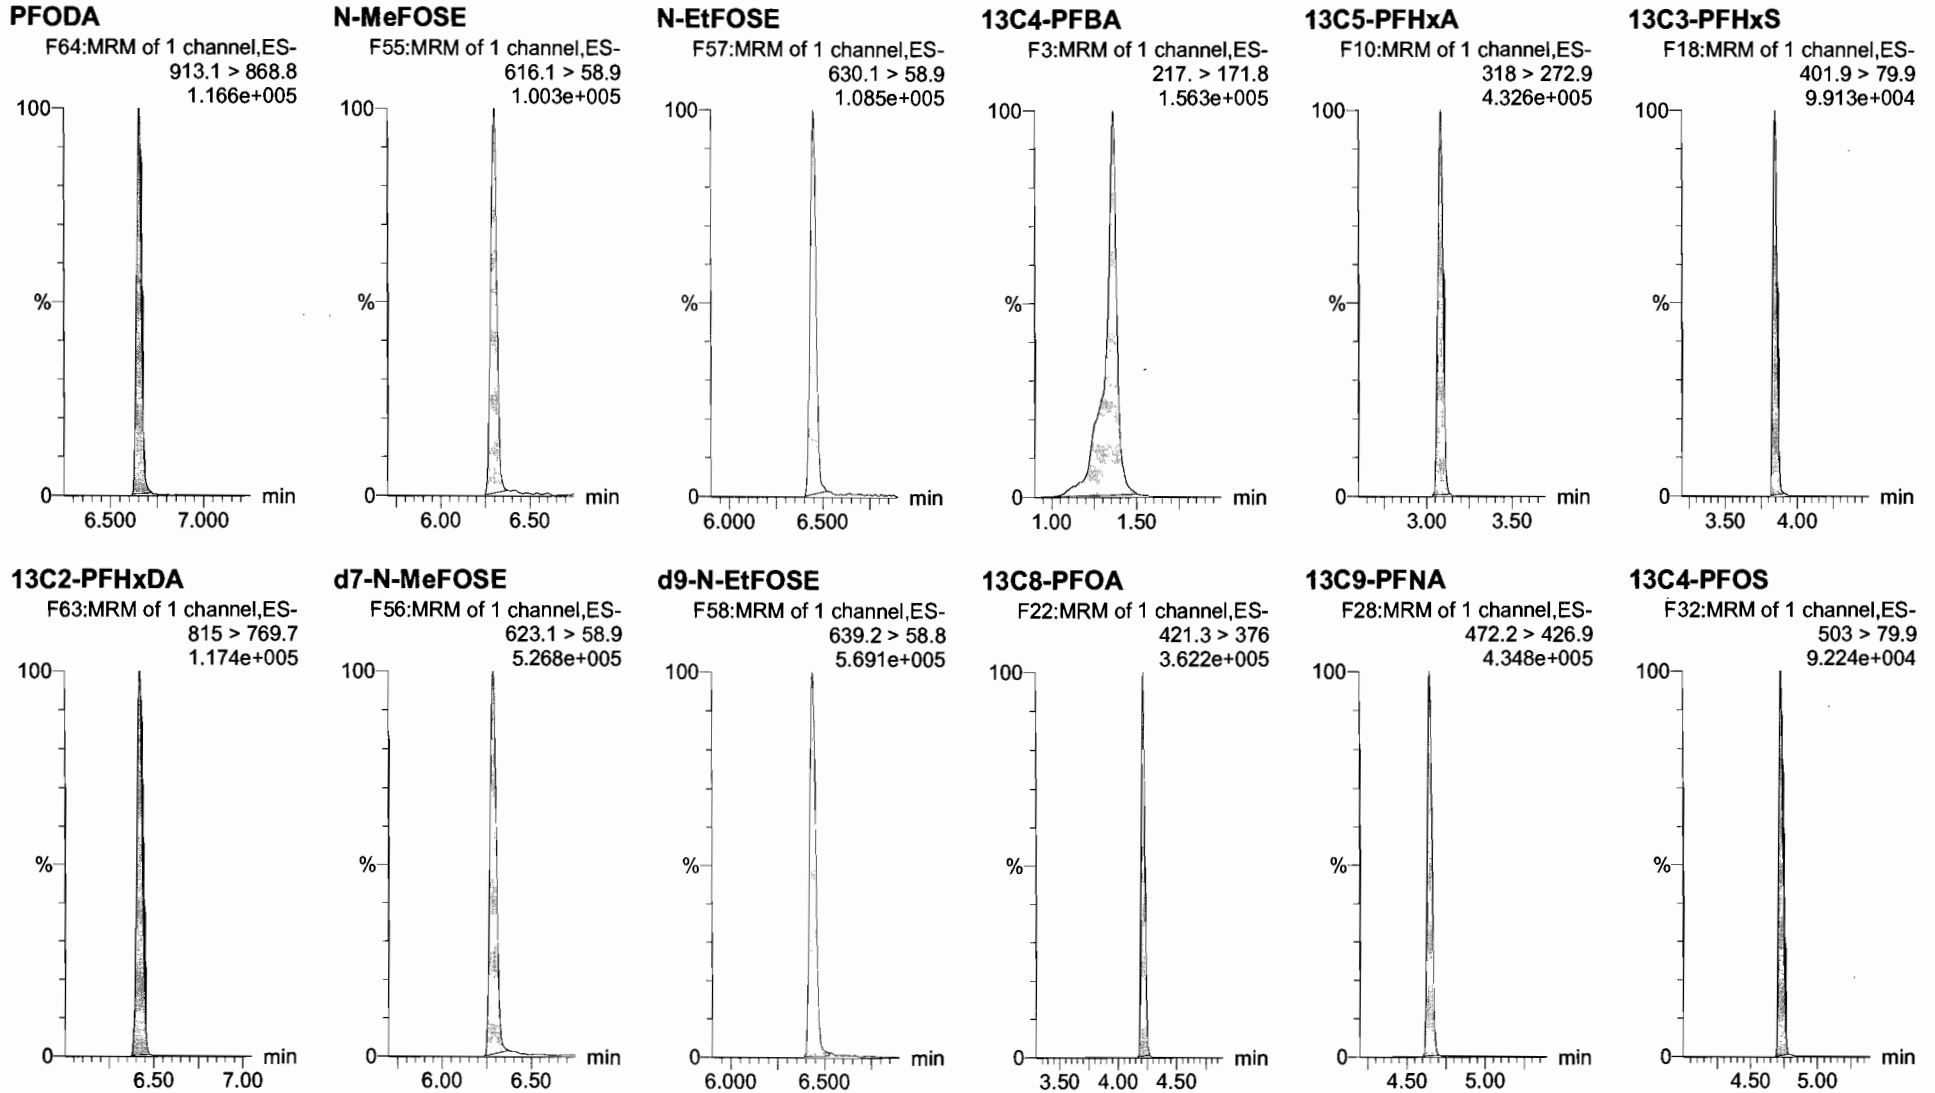 PFODA
F64:MRM of 1 channel,ES-
913.1 > 868.8
1.166e+005
100
%
0
min
6.500 7.000
N-MeFOSE
F55:MRM of 1 channel,ES-
616.1 > 58.9
1.003e+005
100
%
0
min
6.00 6.50
N-EtFOSE
F57:MRM of 1 channel,ES-
630.1 > 58.9
1.085e+005
100
%
0
min
6.000 6.500
13C4-PFBA
F3:MRM of 1 channel,ES-
217. > 171.8
1.563e+005
100
%
0
min
1.00 1.50
13C5-PFHxA
F10:MRM of 1 channel,ES-
318 > 272.9
4.326e+005
100
%
0
min
3.00 3.50
13C3-PFHxS
F18:MRM of 1 channel,ES-
401.9 > 79.9
9.913e+004
100
%
0
min
3.50 4.00
13C2-PFHxDA
F63:MRM of 1 channel,ES-
815 > 769.7
1.174e+005
100
%
0
min
6.50 7.00
d7-N-MeFOSE
F56:MRM of 1 channel,ES-
623.1 > 58.9
5.268e+005
100
%
0
min
6.00 6.50
d9-N-EtFOSE
F58:MRM of 1 channel,ES-
639.2 > 58.8
5.691e+005
100
%
0
min
6.000 6.500
13C8-PFOA
F22:MRM of 1 channel,ES-
421.3 > 376
3.622e+005
100
%
0
min
3.50 4.00 4.50
13C9-PFNA
F28:MRM of 1 channel,ES-
472.2 > 426.9
4.348e+005
100
%
0
min
4.50 5.00
13C4-PFOS
F32:MRM of 1 channel,ES-
503 > 79.9
9.224e+004
100
%
0
min
4.50 5.00